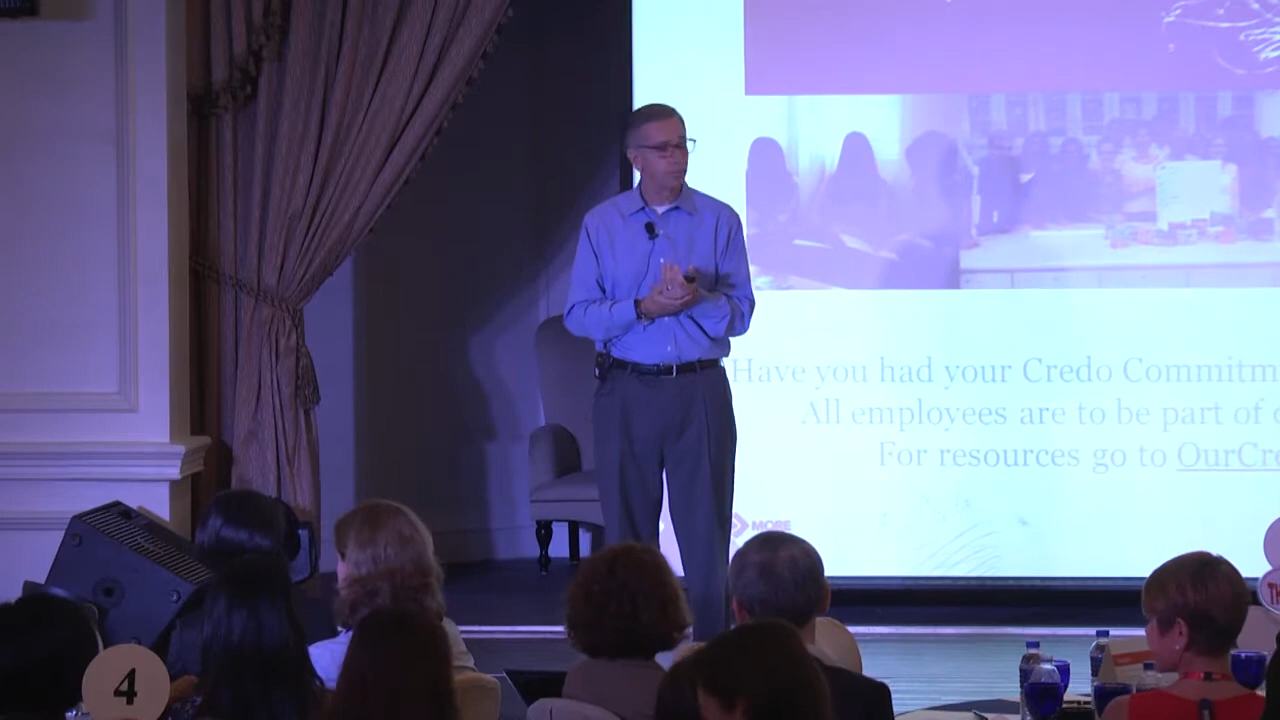 Have you had your Credo Commitm
All employees are to be part of
For resources go to OurCre
MORE
4